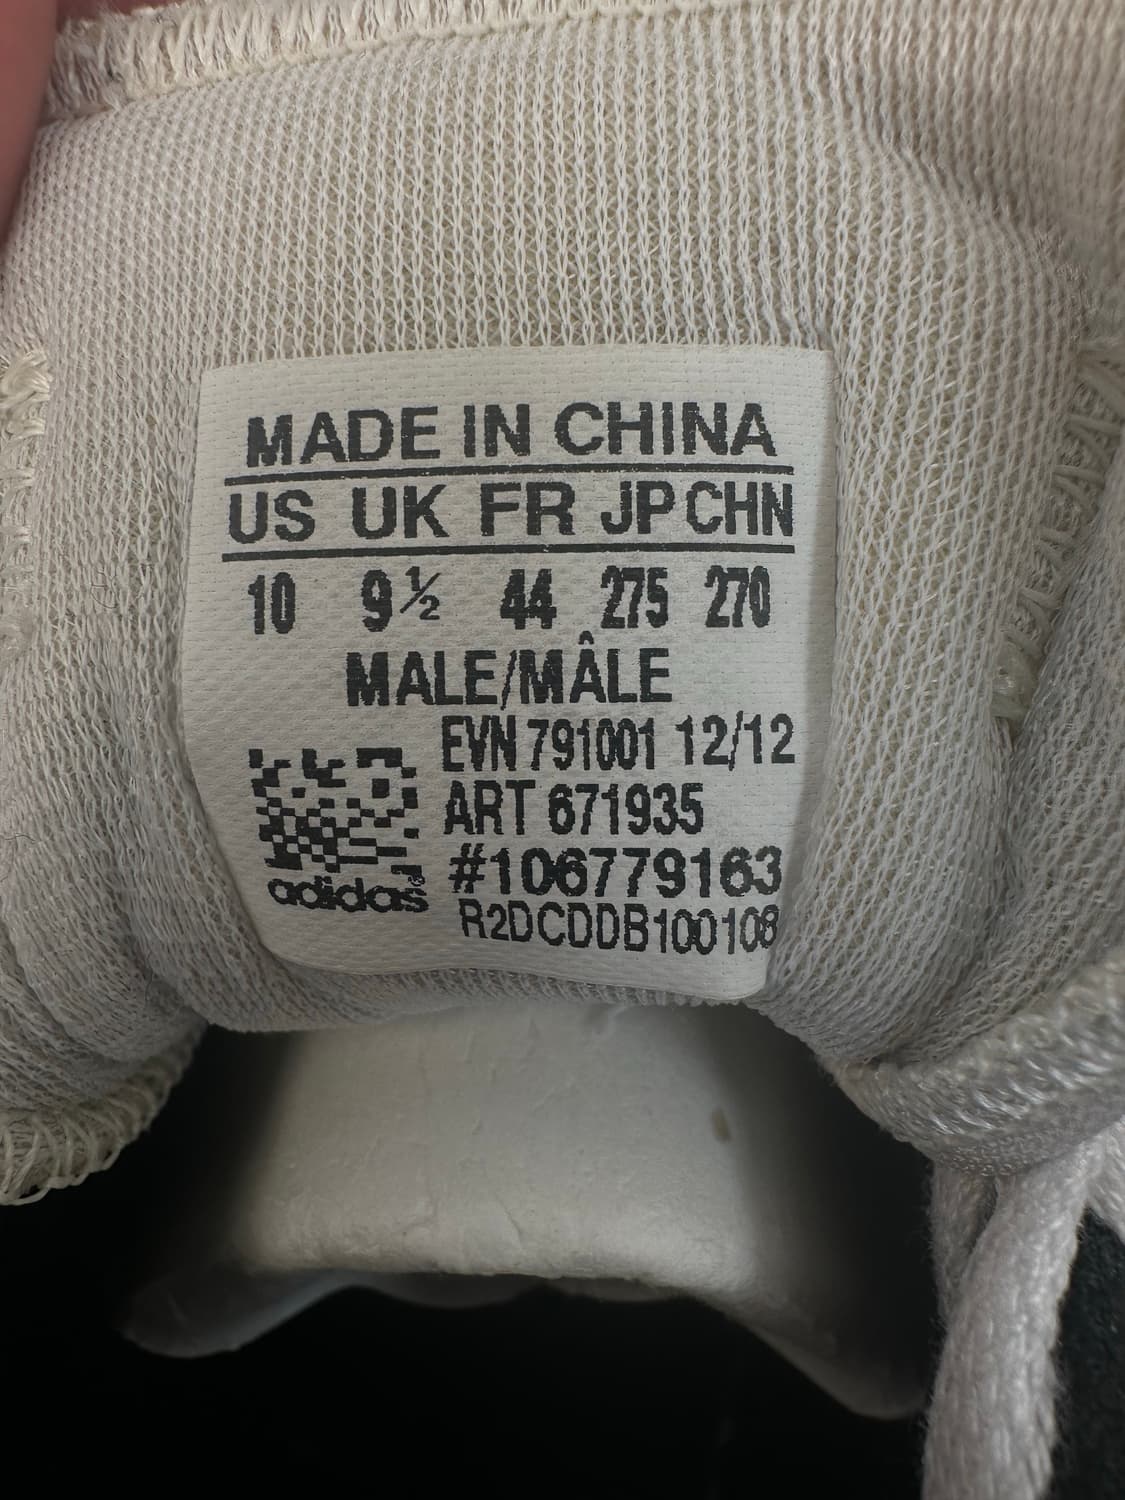 MADE IN CHINA
US UK FR JP CHN
10 9½ 44 275 270
MALE/MÂLE
EVN 791001 12/12
ART 671935
#106779163
adidas®
R2DCDDB100108